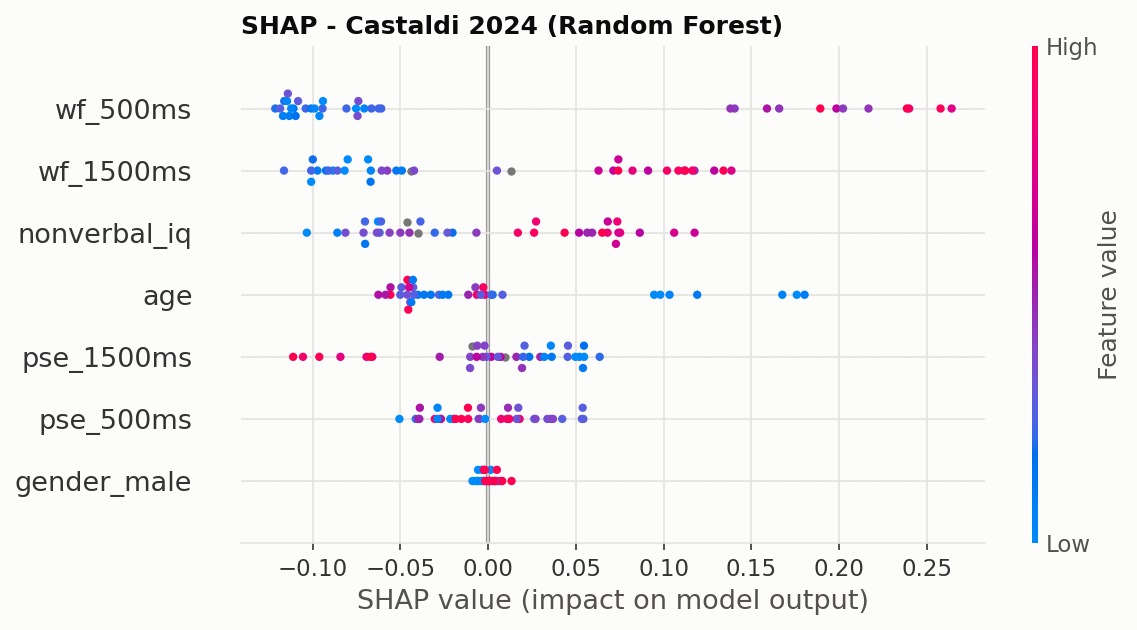 SHAP - Castaldi 2024 (Random Forest)
High
wf_500ms
wf_1500ms
nonverbal_iq
age
pse_1500ms
pse_500ms
gender_male
Feature value
Low
−0.10 −0.05 0.00 0.05 0.10 0.15 0.20 0.25
SHAP value (impact on model output)